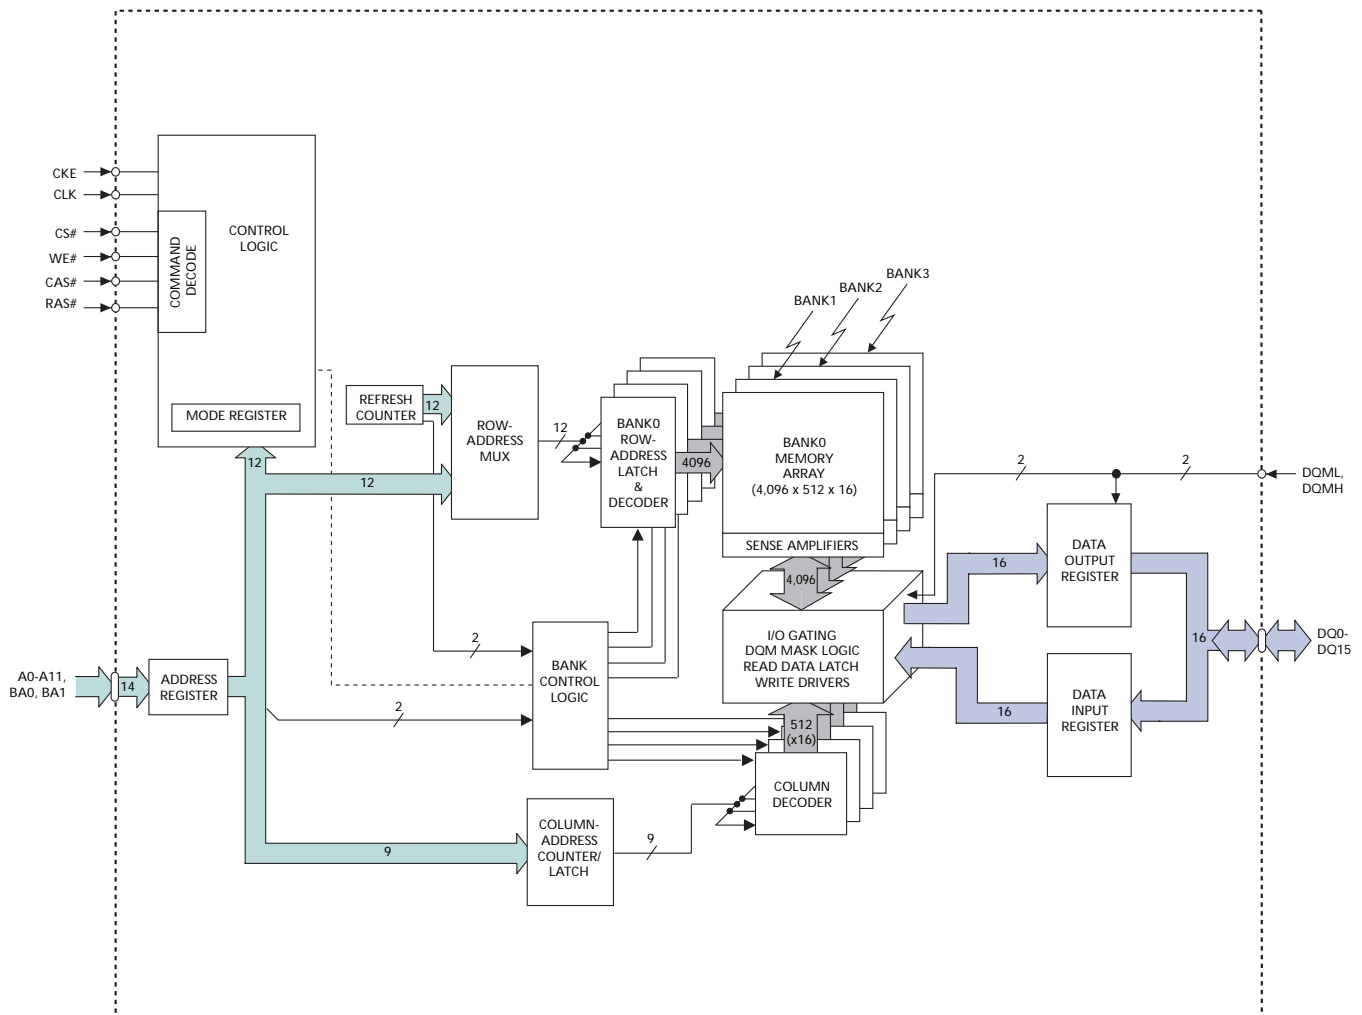 CKE
CLK
CS#
WE#
CAS#
RAS#
COMMAND
DECODE
CONTROL
LOGIC
MODE REGISTER
12
12
REFRESH
COUNTER
12
ROW-
ADDRESS
MUX
12
BANK0
ROW-
ADDRESS
LATCH
&
DECODER
4096
BANK1
BANK2
BANK3
BANK0
MEMORY
ARRAY
(4,096 x 512 x 16)
SENSE AMPLIFIERS
4,096
I/O GATING
DQM MASK LOGIC
READ DATA LATCH
WRITE DRIVERS
512
(x16)
COLUMN
DECODER
2
2
DQML,
DQMH
DATA
OUTPUT
REGISTER
16
16
DQ0-
DQ15
DATA
INPUT
REGISTER
16
A0-A11,
BA0, BA1
14
ADDRESS
REGISTER
2
2
BANK
CONTROL
LOGIC
9
COLUMN-
ADDRESS
COUNTER/
LATCH
9